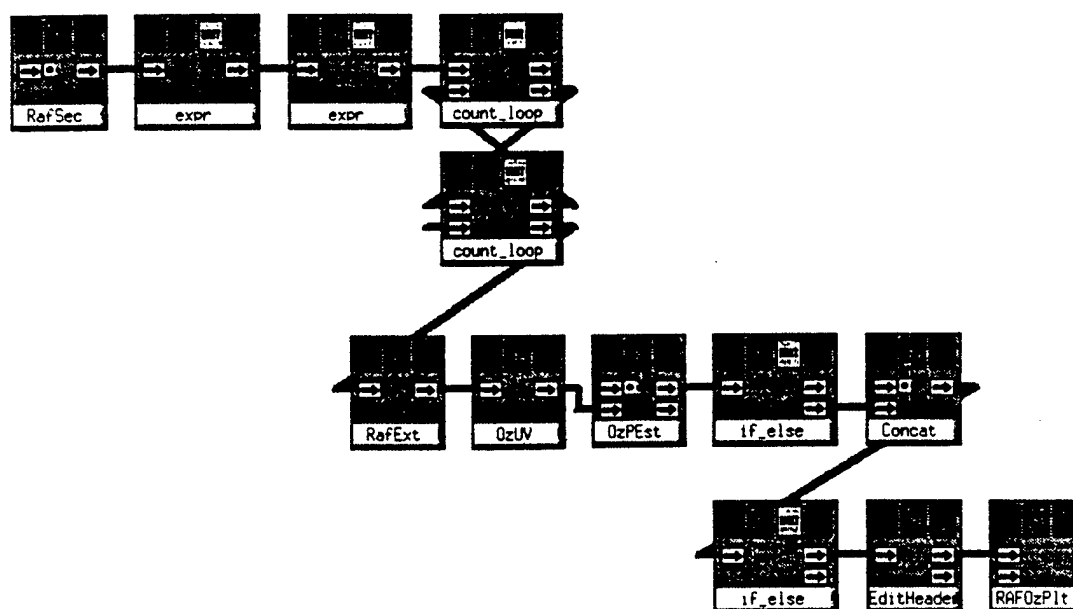 RafSec
expr
expr
count_loop
count_loop
RafExt
OzUV
OzPEst
if_else
Concat
if_else
EditHeader
RAFOzPlt